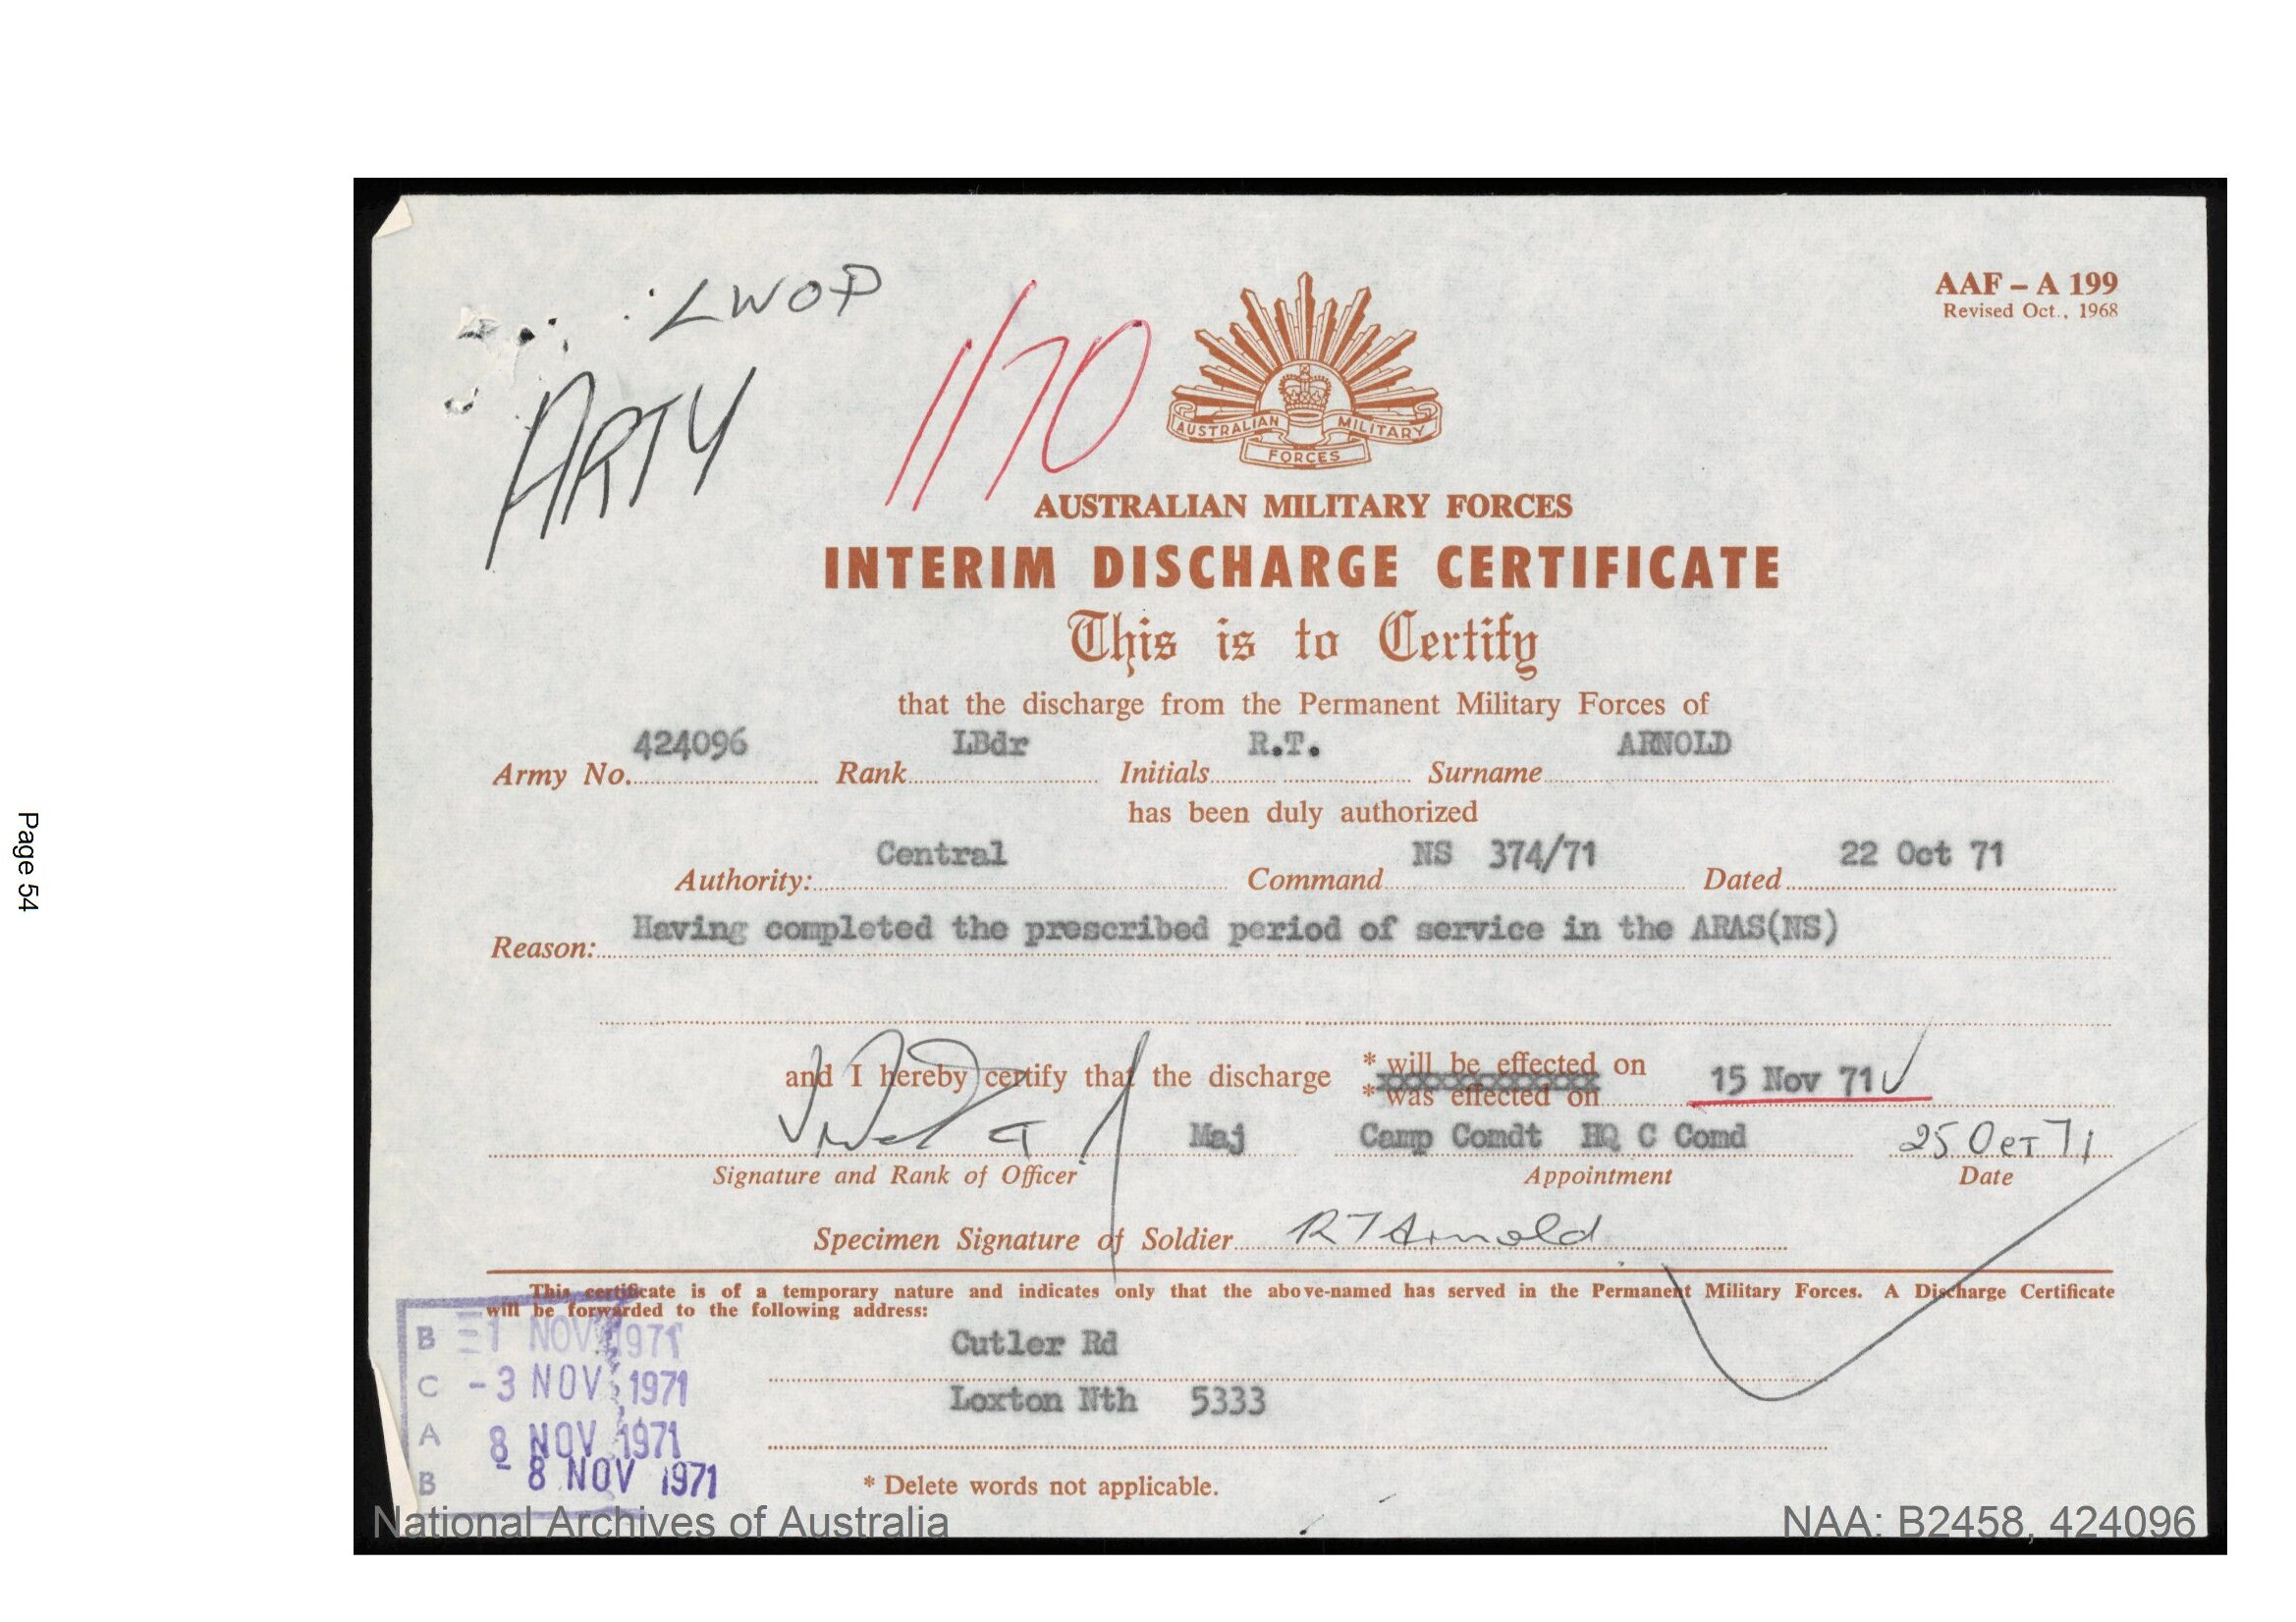 LWOP
1/70
ARTY
AAF – A 199
Revised Oct., 1968
AUSTRALIAN MILITARY FORCES
AUSTRALIAN MILITARY FORCES
INTERIM DISCHARGE CERTIFICATE
This is to Certify
that the discharge from the Permanent Military Forces of
Army No. 424096 Rank LBdr Initials R.T. Surname ARNOLD
has been duly authorized
Authority: Central Command NS 374/71 Dated 22 Oct 71
Reason: Having completed the prescribed period of service in the ARAS(NS)
and I hereby certify that the discharge * will be effected on 15 Nov 71
* was effected on
Maj Camp Comdt HQ C Comd 25 Oct 71
Signature and Rank of Officer Appointment Date
Specimen Signature of Soldier R T Arnold
This certificate is of a temporary nature and indicates only that the above-named has served in the Permanent Military Forces. A Discharge Certificate
will be forwarded to the following address:
B -1 NOV 1971
Cutler Rd
C -3 NOV 1971
Loxton Nth 5333
A 8 NOV 1971
B - 8 NOV 1971
* Delete words not applicable.
National Archives of Australia
NAA: B2458, 424096
Page 54